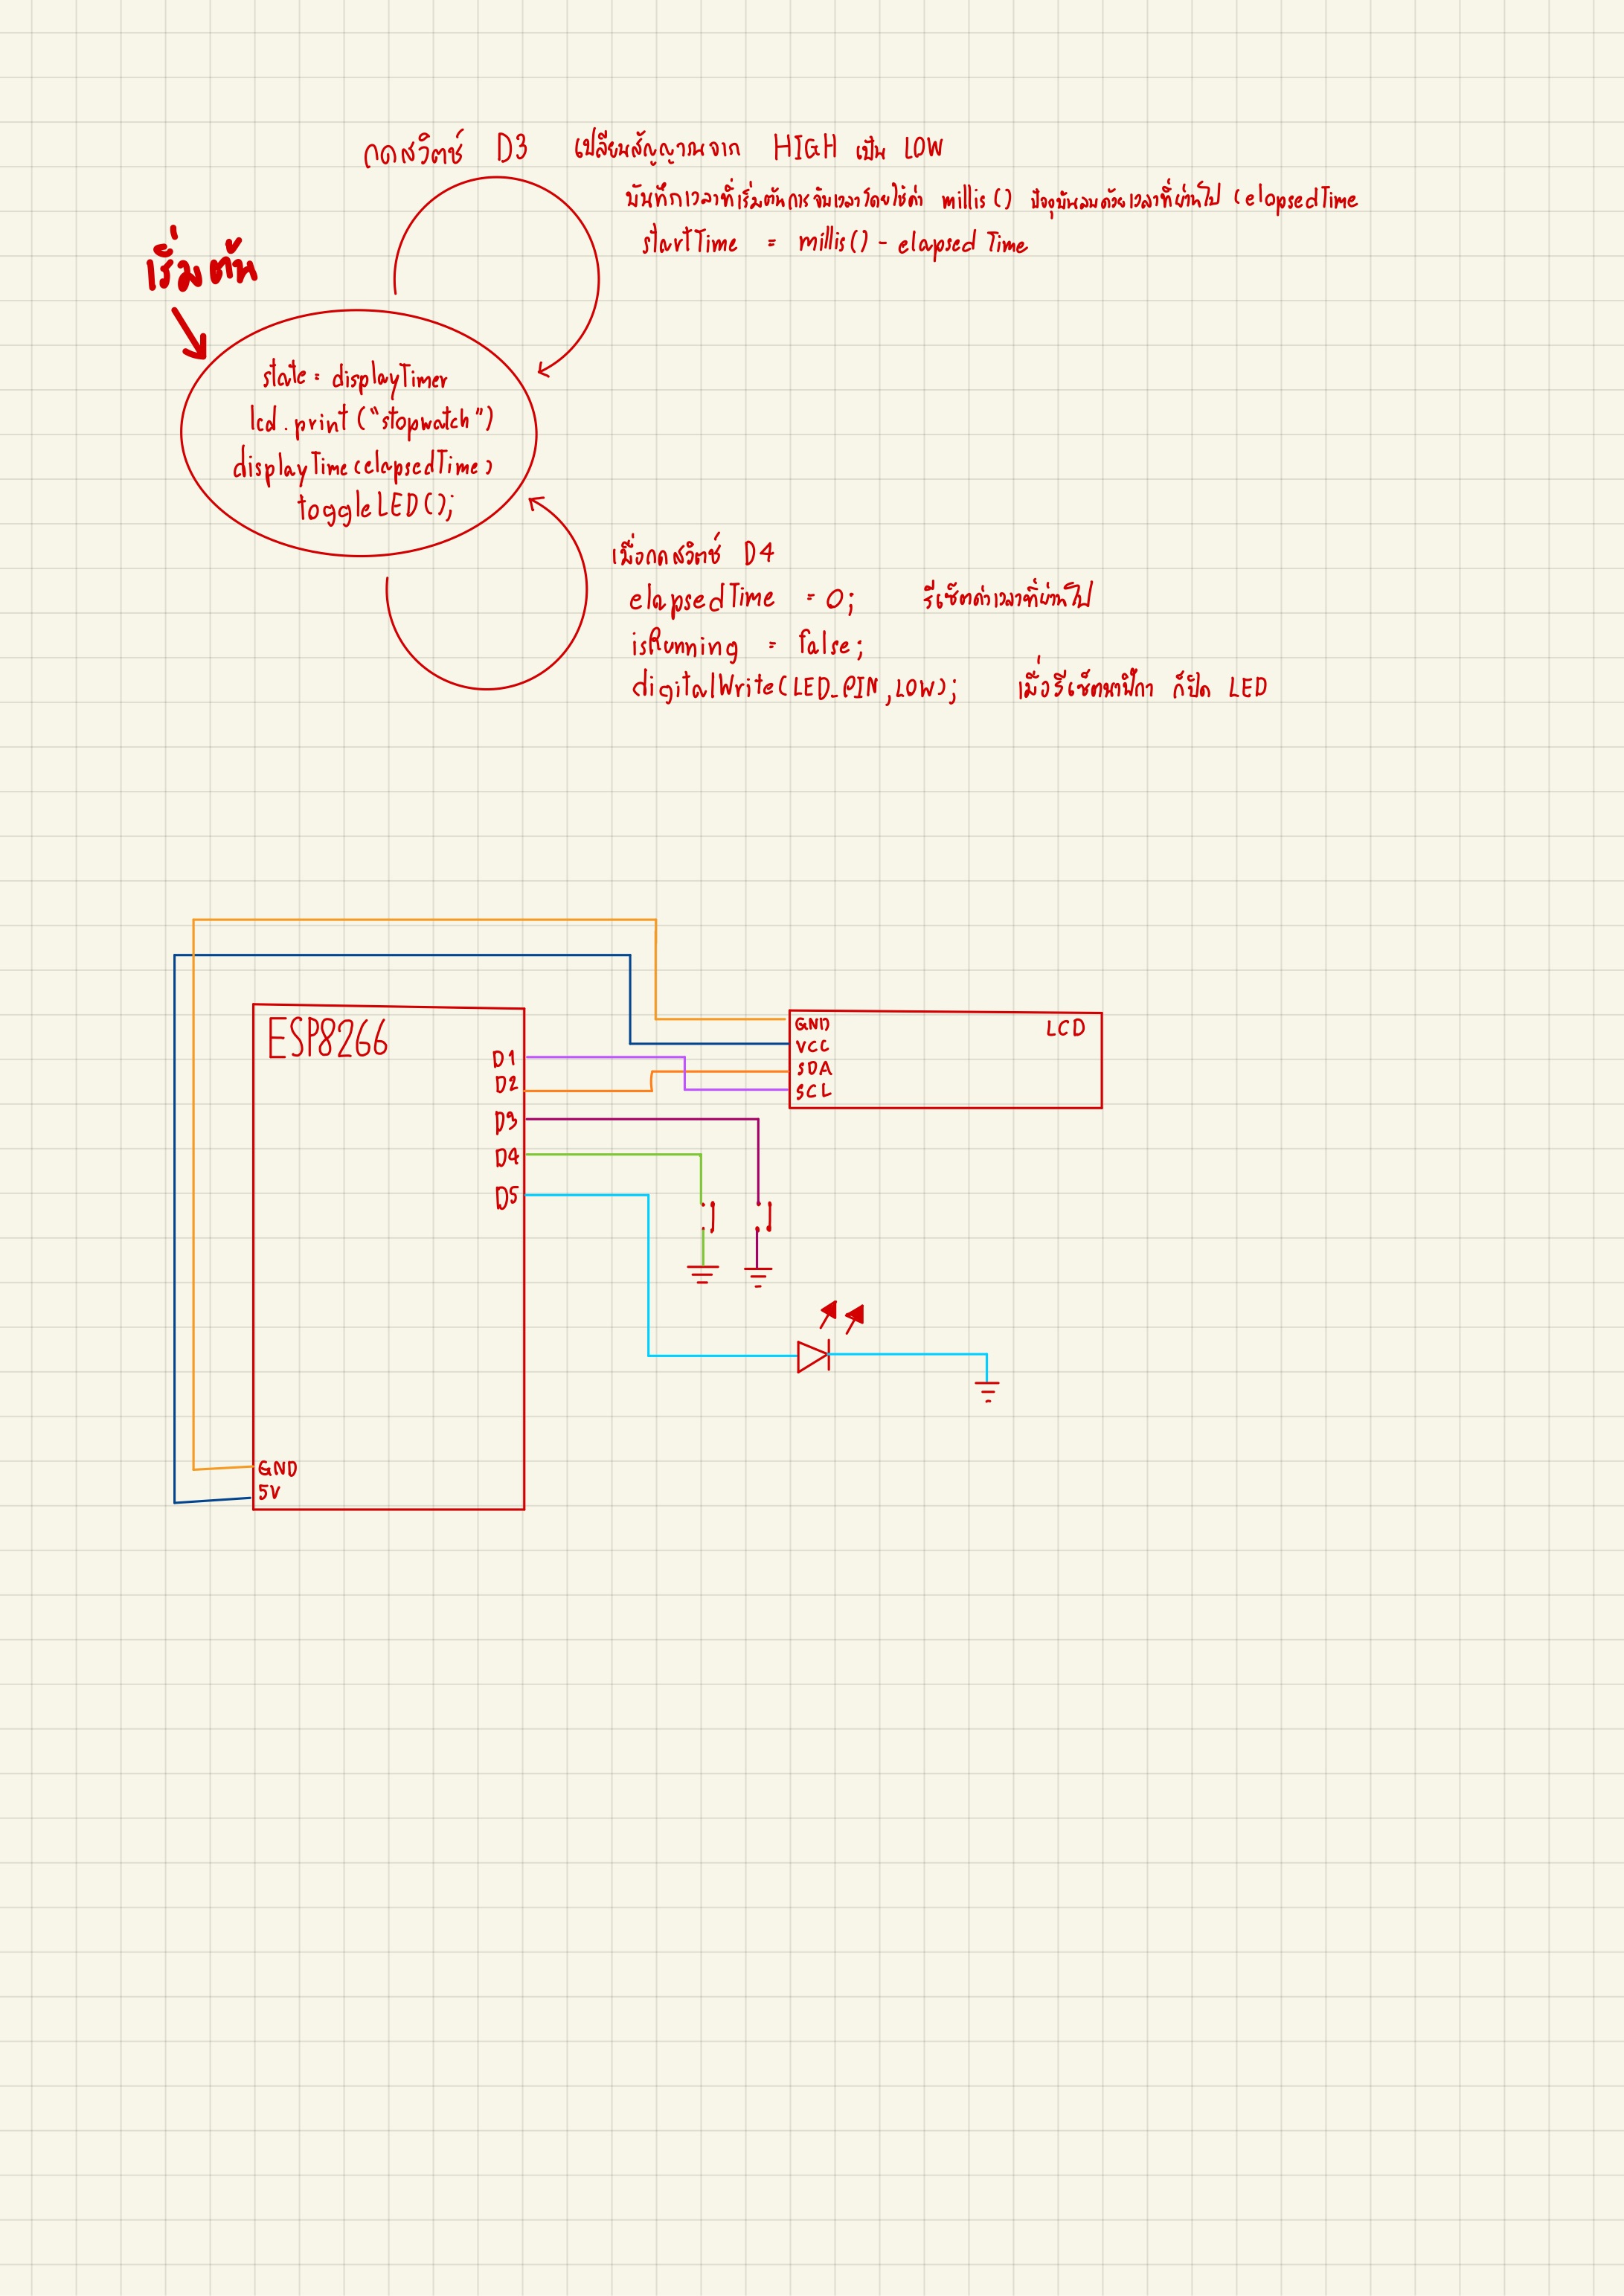 กดสวิตซ์ D3 เปลี่ยนสัญญาณจาก HIGH เป็น LOW
บันทึกเวลาที่เริ่มต้นการจับเวลาโดยใช้ค่า millis() ปัจจุบันลบด้วยเวลาที่ผ่านไป (elapsedTime
startTime = millis() - elapsed Time
เริ่มต้น
state = displayTimer
lcd.print ("stopwatch")
displayTime(elapsedTime)
toggleLED();
เมื่อกดสวิตซ์ D4
elapsedTime = 0; รีเซ็ตค่าเวลาที่ผ่านไป
isRunning = false;
digitalWrite(LED_PIN,LOW); เมื่อรีเซ็ตนาฬิกา ก็ปิด LED
ESP8266
D1
D2
D3
D4
D5
GND
5V
LCD
GND
VCC
SDA
SCL